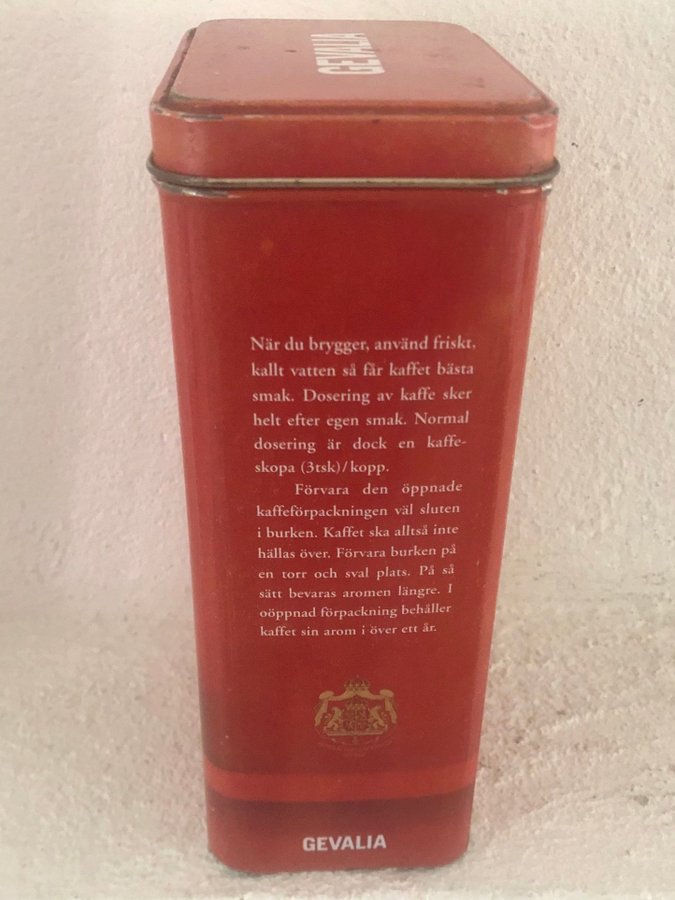 GEVALIA
När du brygger, använd friskt,
kallt vatten så får kaffet bästa
smak. Dosering av kaffe sker
helt efter egen smak. Normal
dosering är dock en kaffe-
skopa (3tsk)/kopp.
Förvara den öppnade
kaffeförpackningen väl sluten
i burken. Kaffet ska alltså inte
hällas över. Förvara burken på
en torr och sval plats. På så
sätt bevaras aromen längre. I
oöppnad förpackning behåller
kaffet sin arom i över ett år.
GEVALIA